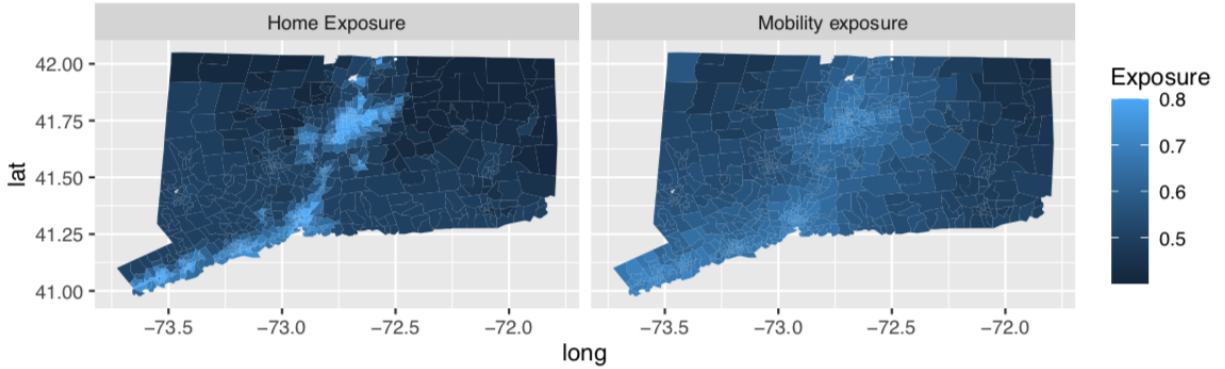 Home Exposure
Mobility exposure
42.00
41.75
41.50
41.25
41.00
lat
−73.5 −73.0 −72.5 −72.0
−73.5 −73.0 −72.5 −72.0
long
Exposure
0.8
0.7
0.6
0.5